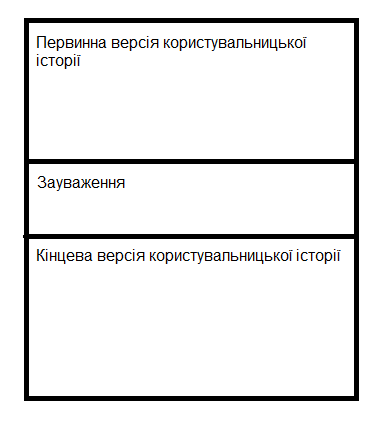 Первинна версія користувальницької
історії
Зауваження
Кінцева версія користувальницької історії